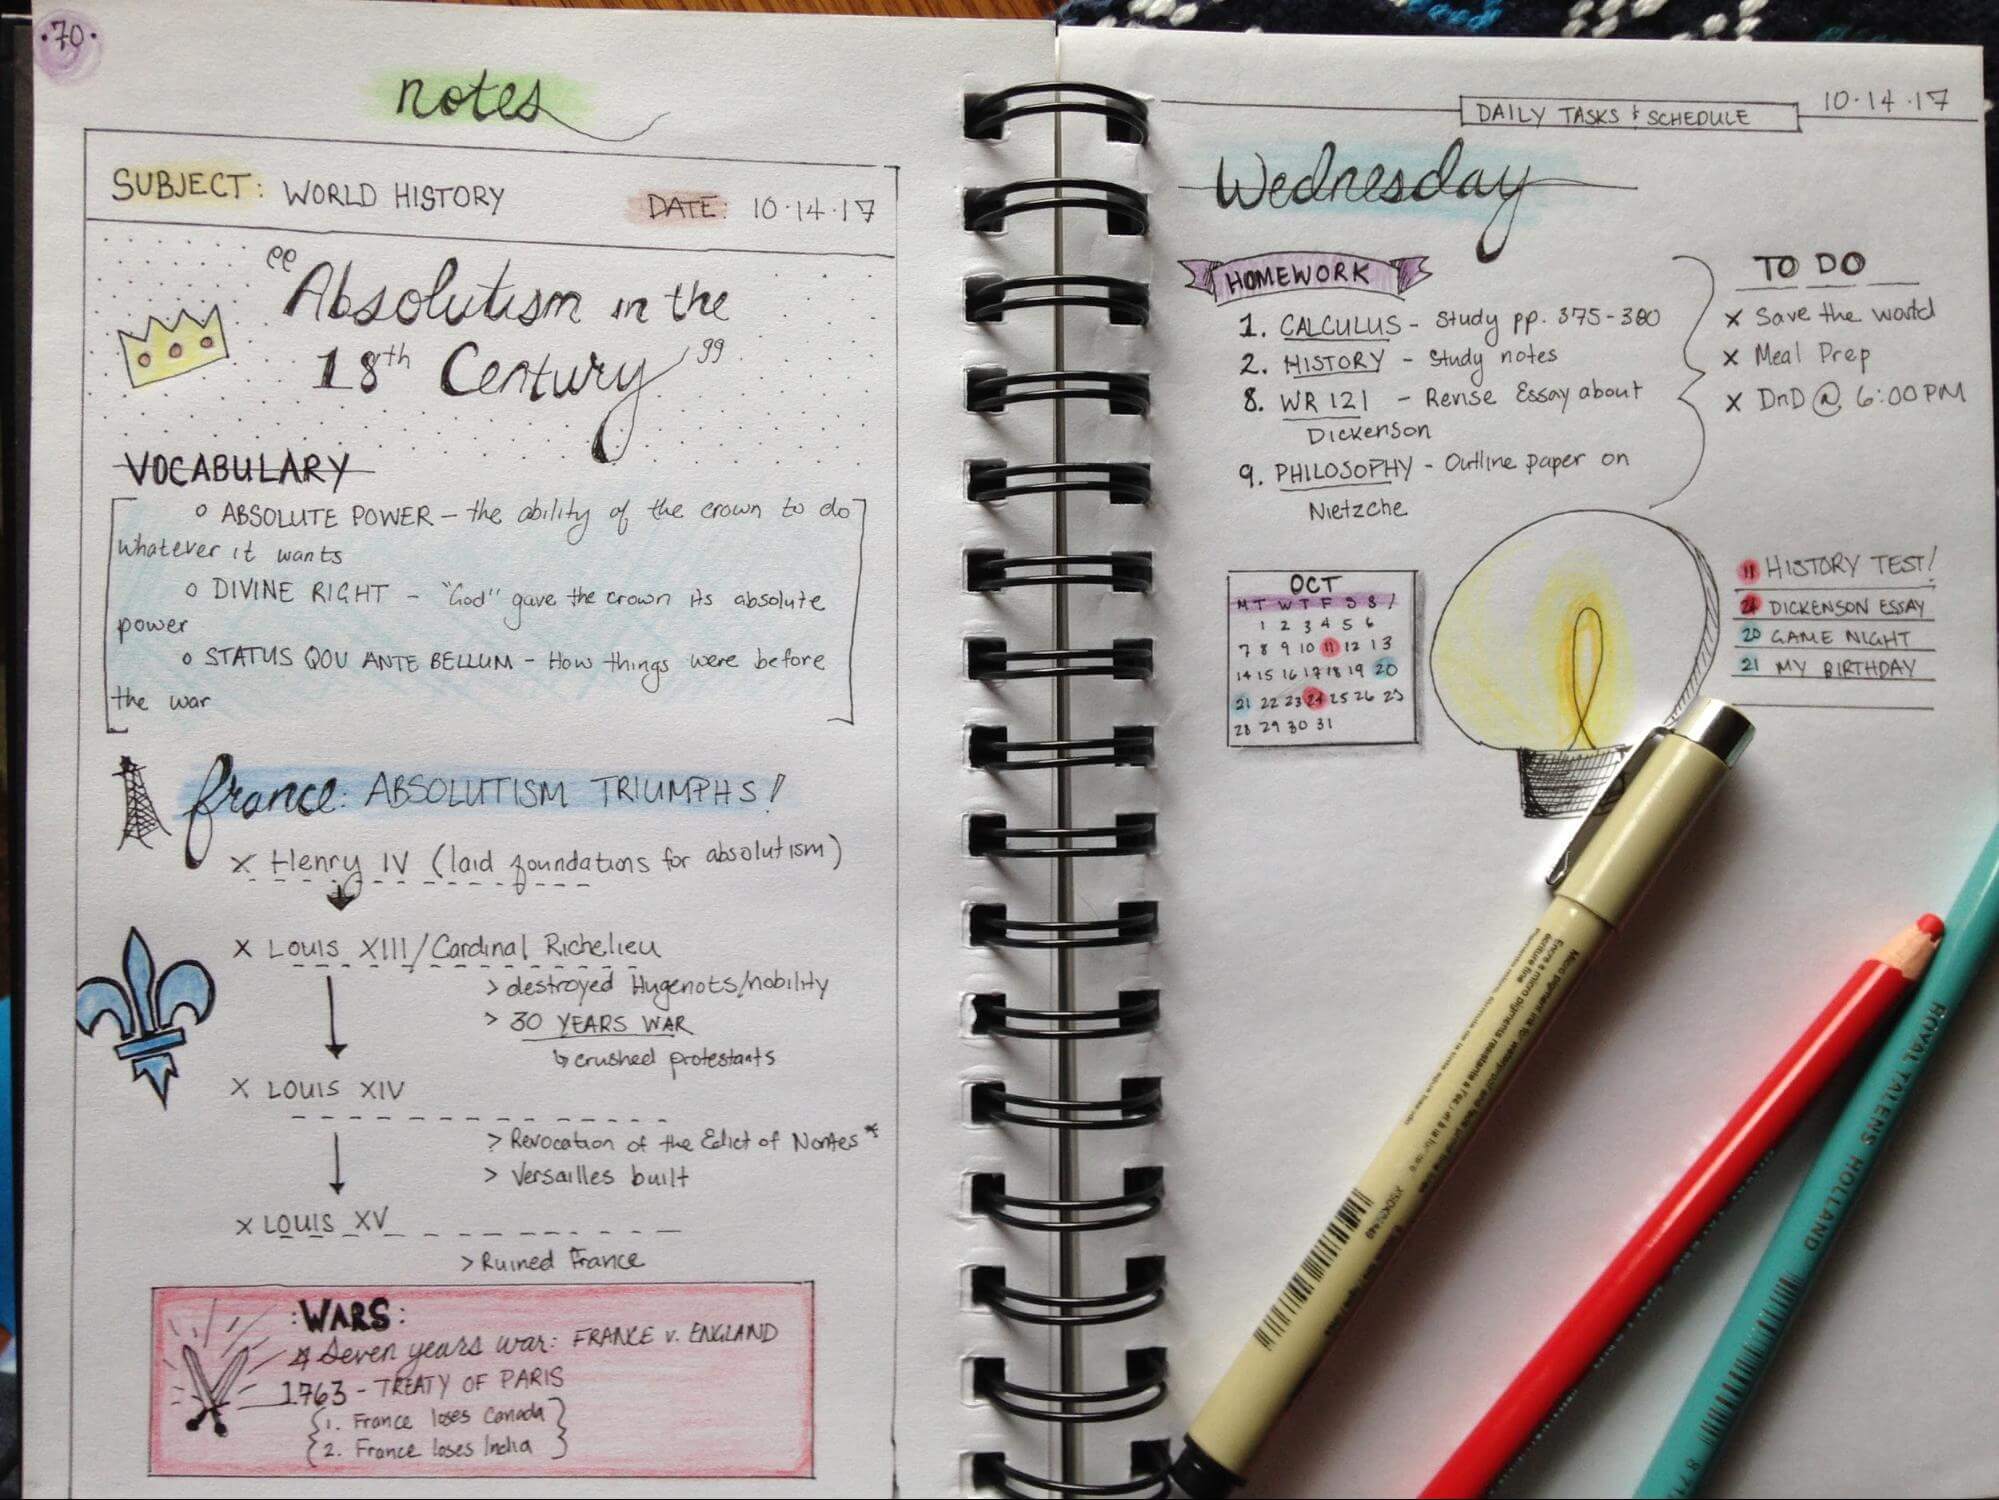 ·70·
notes
SUBJECT: WORLD HISTORY
DATE: 10·14·17
"Absolutism in the
18th Century"
VOCABULARY
o ABSOLUTE POWER - the ability of the crown to do
whatever it wants
o DIVINE RIGHT - "God" gave the crown its absolute
power
o STATUS QOU ANTE BELLUM - How things were before
the war
france: ABSOLUTISM TRIUMPHS!
x Henry IV (laid foundations for absolutism)
x Louis XIII/Cardinal Richelieu
> destroyed Hugenots/nobility
> 30 YEARS WAR
↳ crushed protestants
x LOUIS XIV
> Revocation of the Edict of Nantes*
> Versailles built
x LOUIS XV
> Ruined France
:WARS:
Seven years war: FRANCE v. ENGLAND
1763 - TREATY OF PARIS
{1. France loses Canada}
{2. France loses India}
DAILY TASKS & SCHEDULE
10·14·17
Wednesday
HOMEWORK
1. CALCULUS - Study pp. 375-380
2. HISTORY - Study notes
8. WR 121 - Revise Essay about
Dickenson
9. PHILOSOPHY - Outline paper on
Nietzche
TO DO
x Save the world
x Meal Prep
x DnD @ 6:00PM
OCT
M T W T F S S
1 2 3 4 5 6
7 8 9 10 11 12 13
14 15 16 17 18 19 20
21 22 23 24 25 26
28 29 30 31
11 HISTORY TEST!
24 DICKENSON ESSAY
20 GAME NIGHT
21 MY BIRTHDAY
ROYAL TALENS HOLLAND